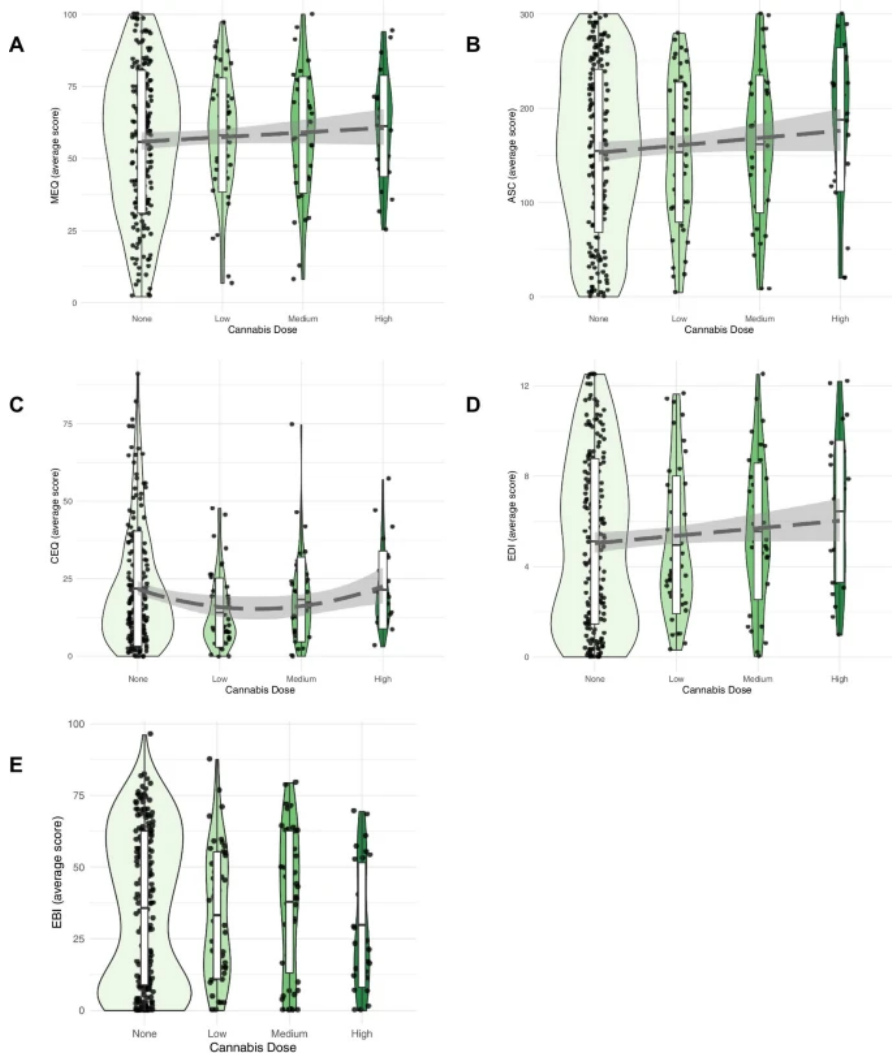 A
MEQ (average score)
100
75
50
25
0
None Low Medium High
Cannabis Dose
B
ASC (average score)
300
200
100
0
None Low Medium High
Cannabis Dose
C
CEQ (average score)
75
50
25
0
None Low Medium High
Cannabis Dose
D
EDI (average score)
12
8
4
0
None Low Medium High
Cannabis Dose
E
EBI (average score)
100
75
50
25
0
None Low Medium High
Cannabis Dose